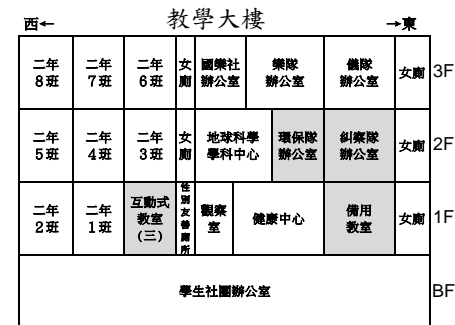 教學大樓
西← →東
二年 二年 二年 女 國樂社 樂隊 儀隊 女廁 3F
8班 7班 6班 廁 辦公室 辦公室 辦公室
二年 二年 二年 女 地球科學 環保隊 糾察隊 女廁 2F
5班 4班 3班 廁 學科中心 辦公室 辦公室
二年 二年 互動式 性別友善廁所 觀察 健康中心 備用 女廁 1F
2班 1班 教室 室 教室
(三)
學生社團辦公室 BF